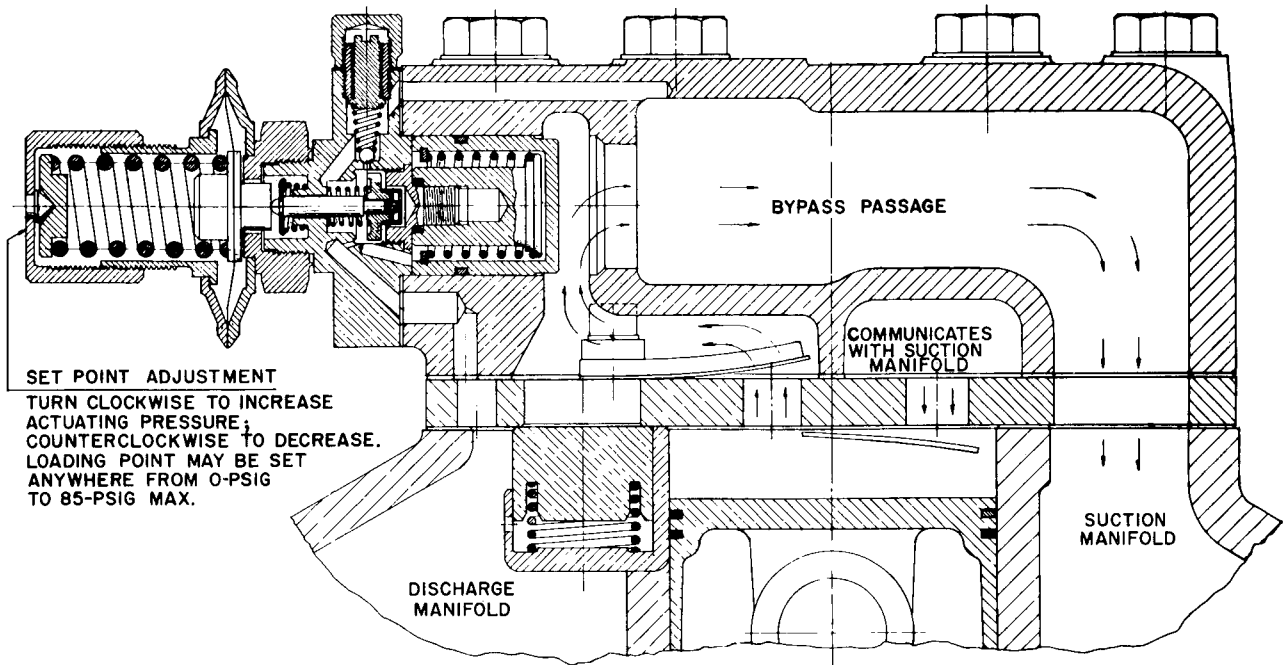 BYPASS PASSAGE
COMMUNICATES
WITH SUCTION
MANIFOLD
SET POINT ADJUSTMENT
TURN CLOCKWISE TO INCREASE
ACTUATING PRESSURE;
COUNTERCLOCKWISE TO DECREASE.
LOADING POINT MAY BE SET
ANYWHERE FROM 0-PSIG
TO 85-PSIG MAX.
SUCTION
MANIFOLD
DISCHARGE
MANIFOLD